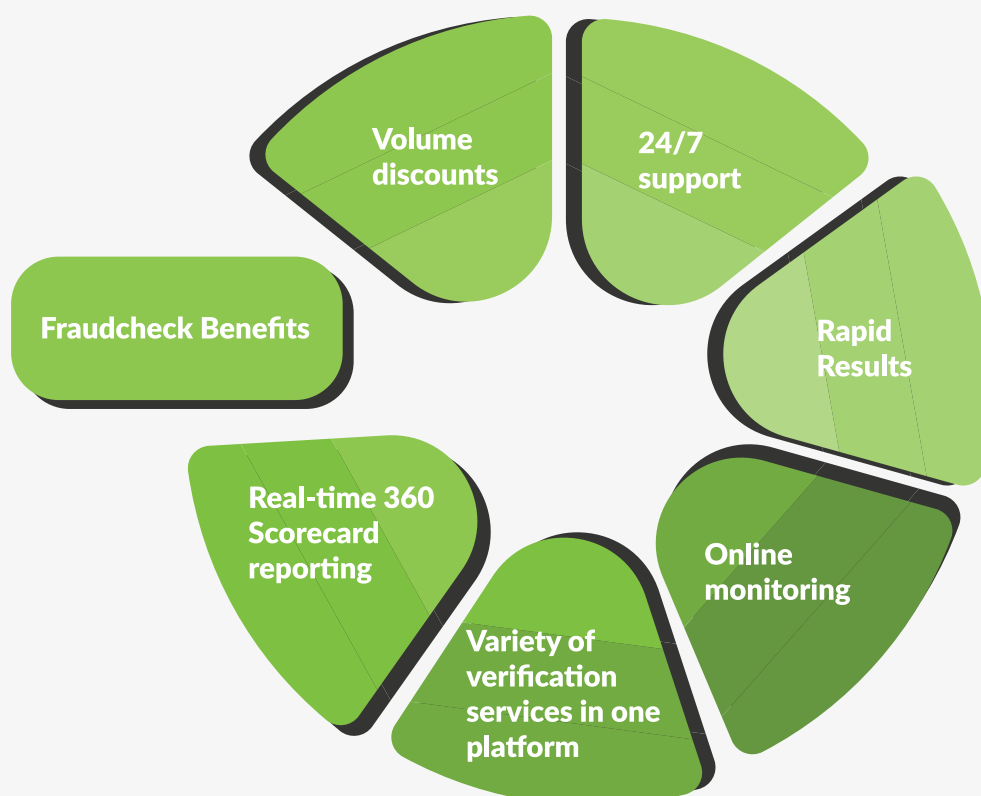 Volume
discounts
24/7
support
Fraudcheck Benefits
Rapid
Results
Real-time 360
Scorecard
reporting
Online
monitoring
Variety of
verification
services in one
platform